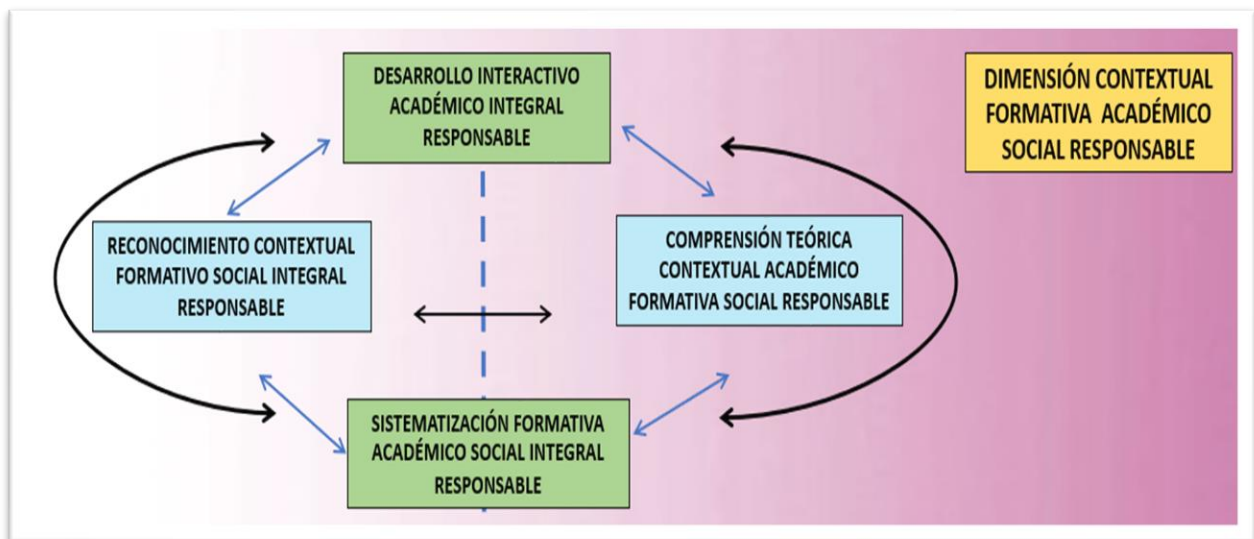 DESARROLLO INTERACTIVO
ACADÉMICO INTEGRAL
RESPONSABLE
DIMENSIÓN CONTEXTUAL
FORMATIVA ACADÉMICO
SOCIAL RESPONSABLE
RECONOCIMIENTO CONTEXTUAL
FORMATIVO SOCIAL INTEGRAL
RESPONSABLE
COMPRENSIÓN TEÓRICA
CONTEXTUAL ACADÉMICO
FORMATIVA SOCIAL RESPONSABLE
SISTEMATIZACIÓN FORMATIVA
ACADÉMICO SOCIAL INTEGRAL
RESPONSABLE